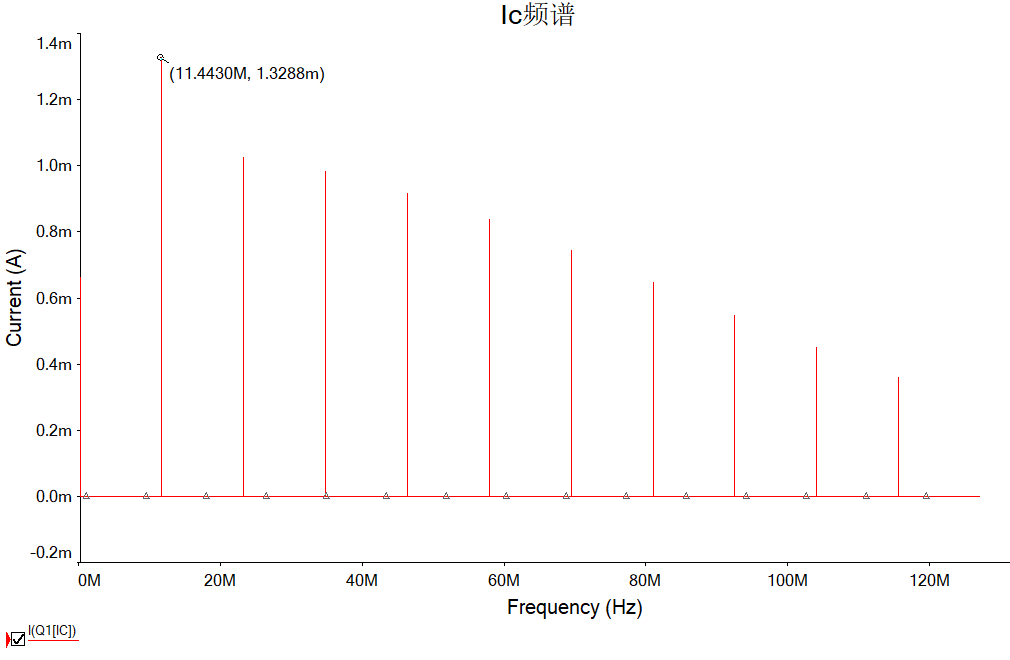 Ic频谱
1.4m
(11.4430M, 1.3288m)
1.2m
1.0m
0.8m
0.6m
0.4m
0.2m
0.0m
-0.2m
Current (A)
0M 20M 40M 60M 80M 100M 120M
Frequency (Hz)
I(Q1[IC])